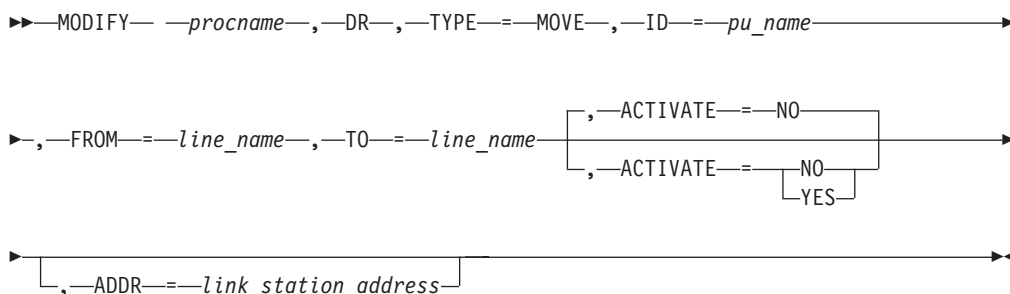 MODIFY procname , DR , TYPE = MOVE , ID = pu_name
, ACTIVATE = NO
, FROM = line_name , TO = line_name
, ACTIVATE = NO
YES
, ADDR = link station address